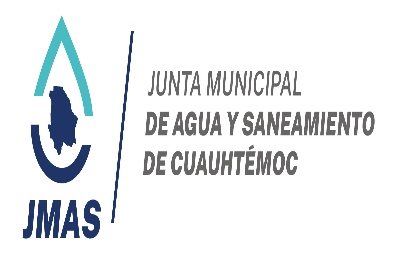 JMAS
JUNTA MUNICIPAL
DE AGUA Y SANEAMIENTO
DE CUAUHTÉMOC